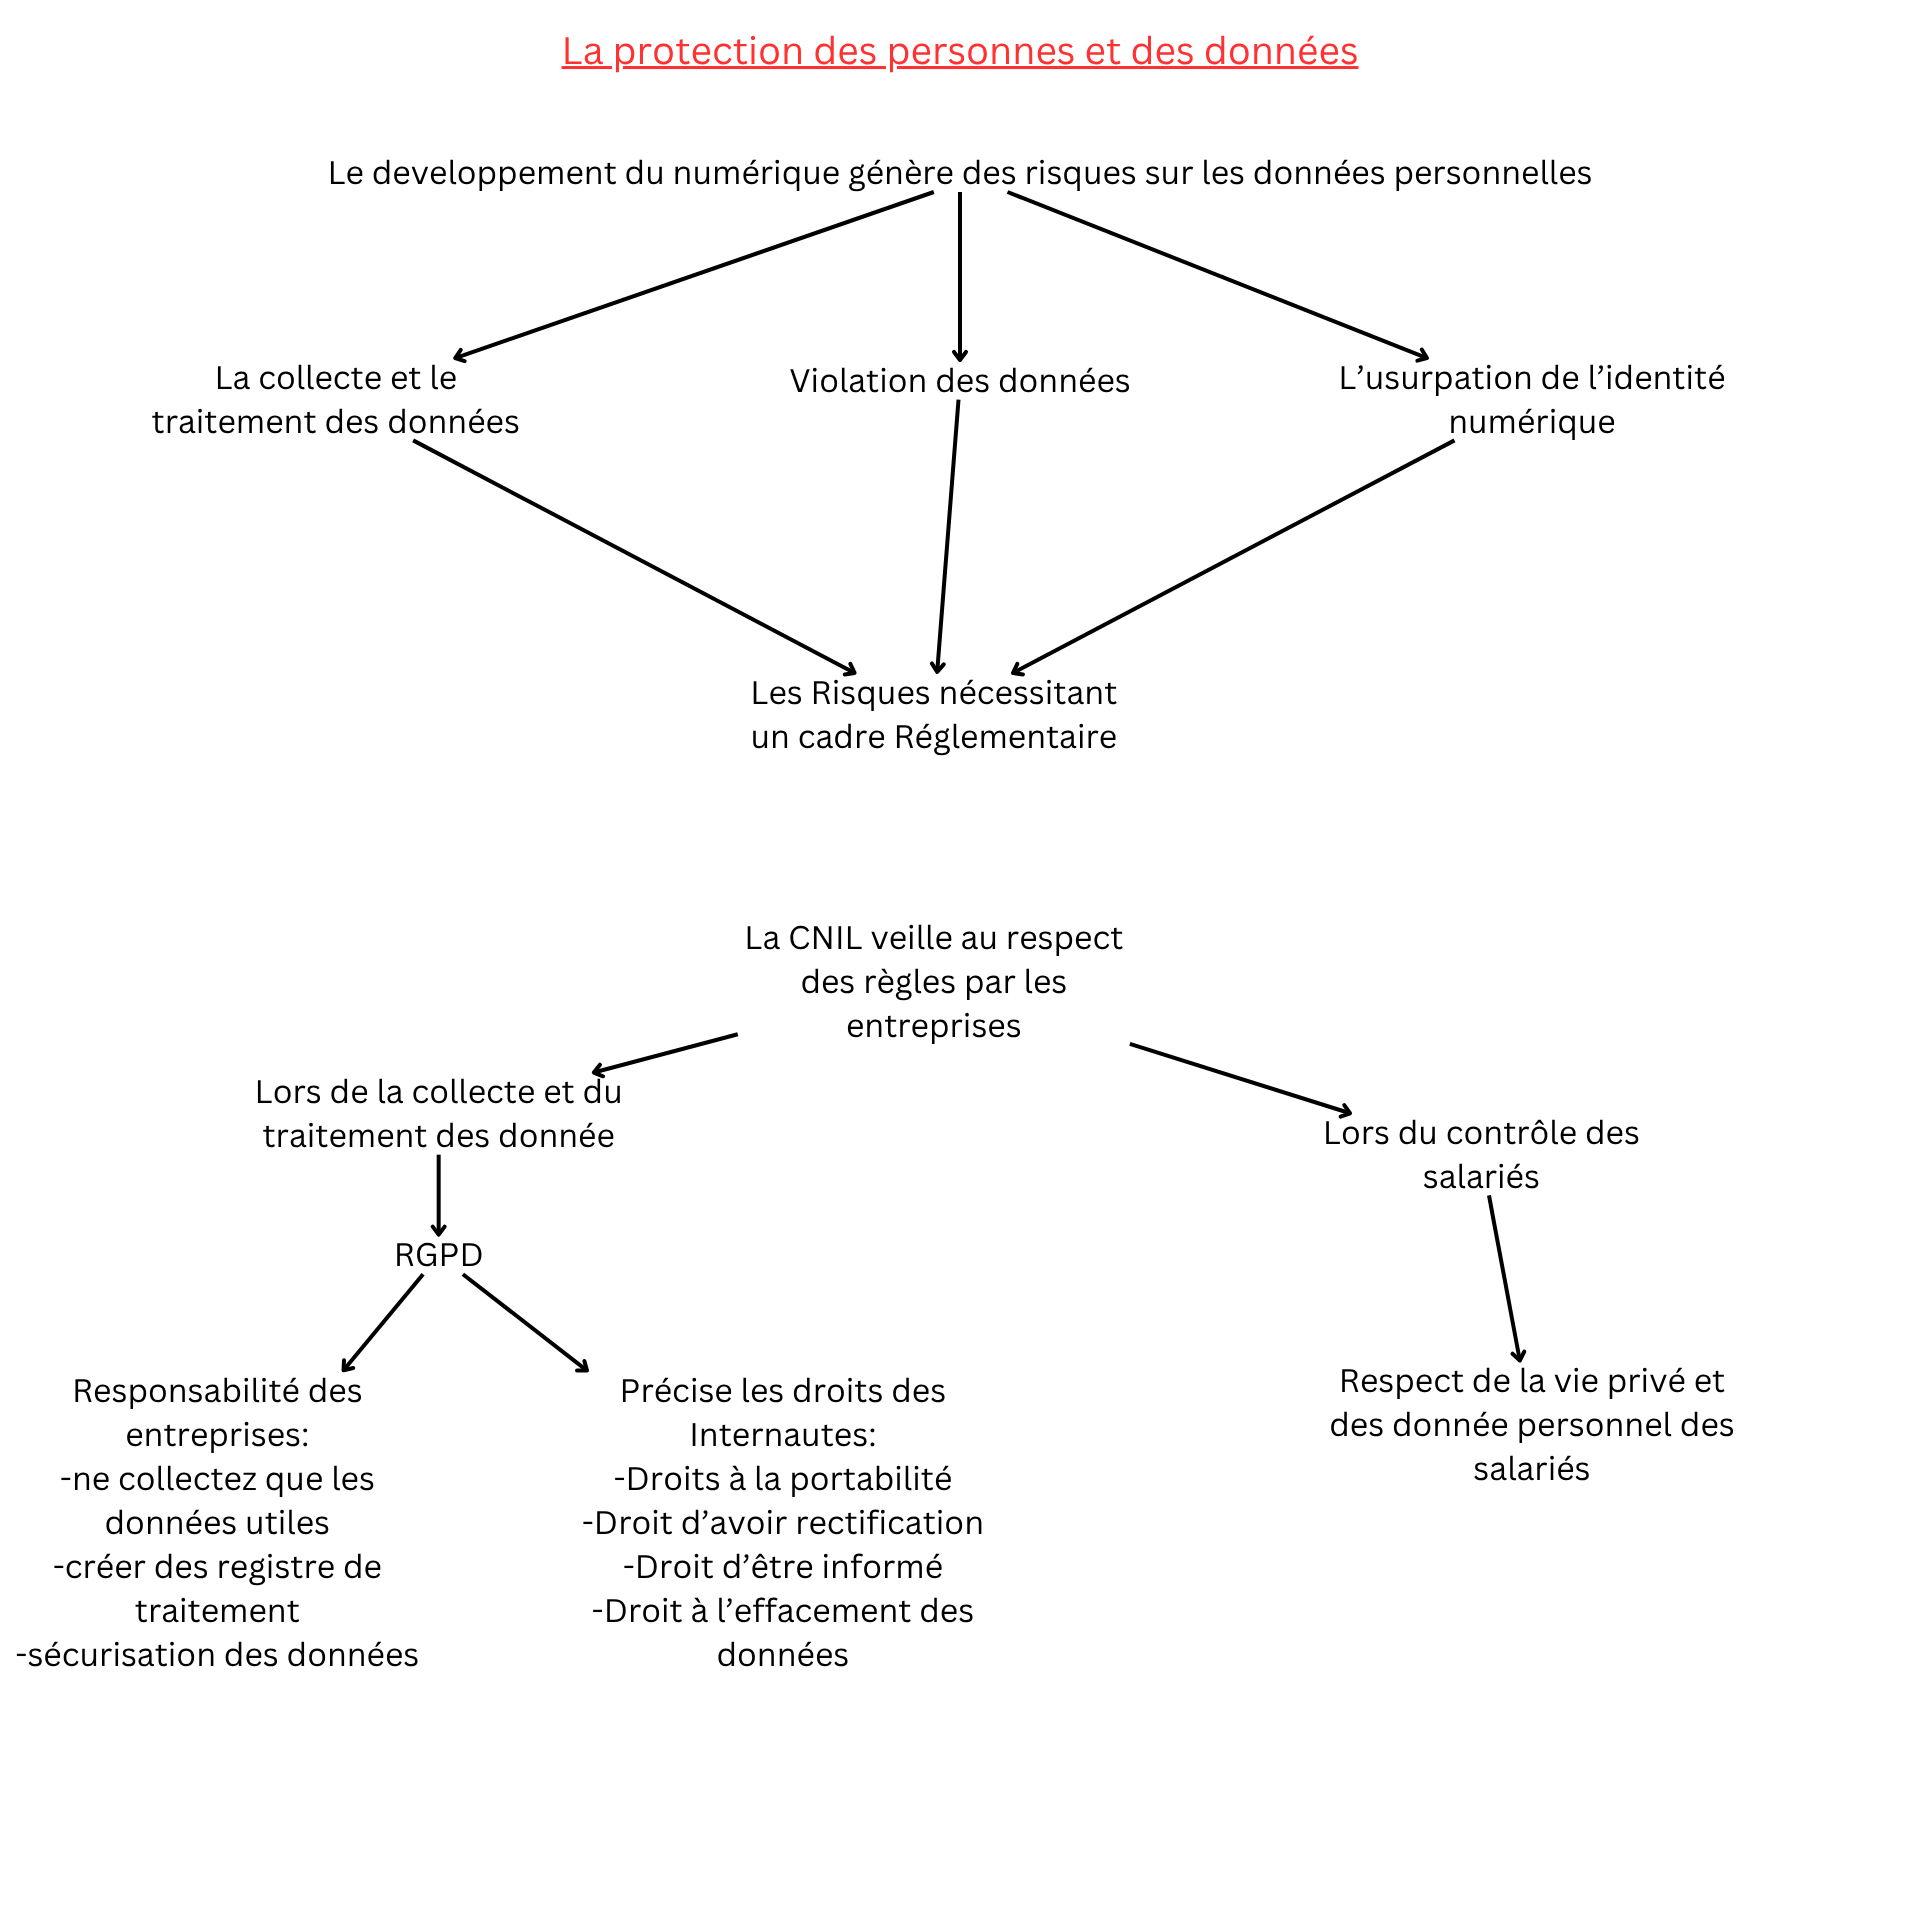 La protection des personnes et des données
Le developpement du numérique génère des risques sur les données personnelles
La collecte et le
traitement des données
Violation des données
L’usurpation de l’identité
numérique
Les Risques nécessitant
un cadre Réglementaire
La CNIL veille au respect
des règles par les
entreprises
Lors de la collecte et du
traitement des donnée
Lors du contrôle des
salariés
RGPD
Responsabilité des
entreprises:
-ne collectez que les
données utiles
-créer des registre de
traitement
-sécurisation des données
Précise les droits des
Internautes:
-Droits à la portabilité
-Droit d’avoir rectification
-Droit d’être informé
-Droit à l’effacement des
données
Respect de la vie privé et
des donnée personnel des
salariés